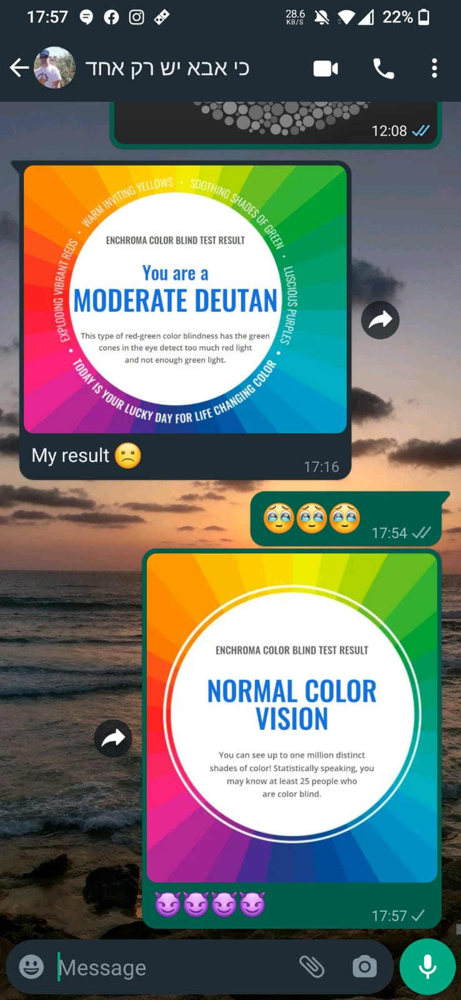 17:57
28.6
KB/S
22%
כי אבא יש רק אחד
12:08
EXPLODING VIBRANT REDS • WARM INVITING YELLOWS • SOOTHING SHADES OF GREEN • LUSCIOUS PURPLES • TODAY IS YOUR LUCKY DAY FOR LIFE CHANGING COLOR •
ENCHROMA COLOR BLIND TEST RESULT
You are a
MODERATE DEUTAN
This type of red-green color blindness has the green
cones in the eye detect too much red light
and not enough green light.
My result 🙁
17:16
🥹🥹🥹
17:54
ENCHROMA COLOR BLIND TEST RESULT
NORMAL COLOR
VISION
You can see up to one million distinct
shades of color! Statistically speaking, you
may know at least 25 people who
are color blind.
😈😈😈😈
17:57
Message